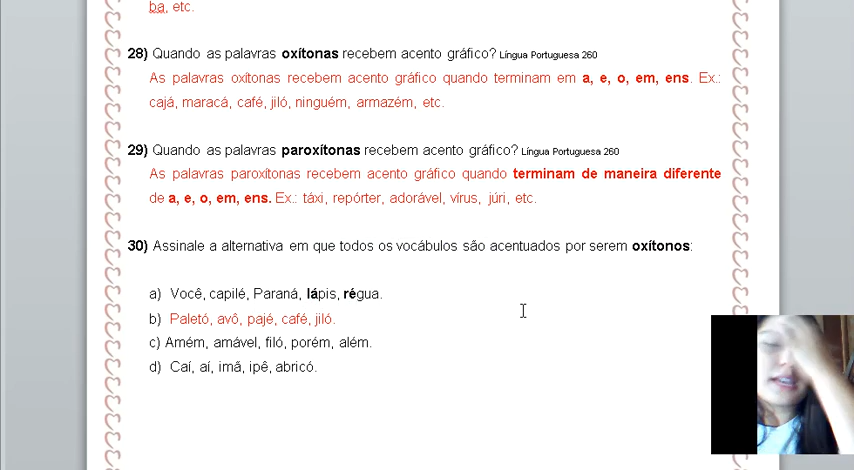 ba, etc.
28) Quando as palavras oxítonas recebem acento gráfico? Língua Portuguesa 260
As palavras oxítonas recebem acento gráfico quando terminam em a, e, o, em, ens. Ex.:
cajá, maracá, café, jiló, ninguém, armazém, etc.
29) Quando as palavras paroxítonas recebem acento gráfico? Língua Portuguesa 260
As palavras paroxítonas recebem acento gráfico quando terminam de maneira diferente
de a, e, o, em, ens. Ex.: táxi, repórter, adorável, vírus, júri, etc.
30) Assinale a alternativa em que todos os vocábulos são acentuados por serem oxítonos:
a) Você, capilé, Paraná, lápis, régua.
b) Paletó, avô, pajé, café, jiló.
c) Amém, amável, filó, porém, além.
d) Caí, aí, imã, ipê, abricó.